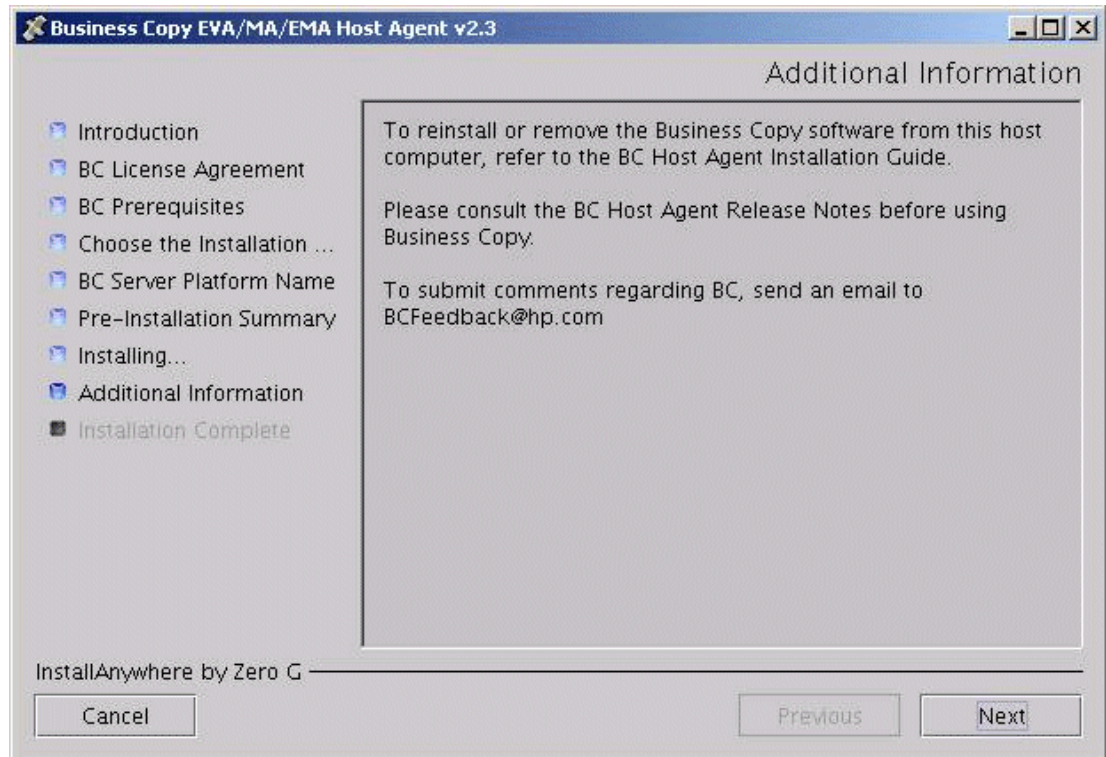 Business Copy EVA/MA/EMA Host Agent v2.3
Additional Information
Introduction
BC License Agreement
BC Prerequisites
Choose the Installation ...
BC Server Platform Name
Pre-Installation Summary
Installing...
Additional Information
Installation Complete
To reinstall or remove the Business Copy software from this host
computer, refer to the BC Host Agent Installation Guide.
Please consult the BC Host Agent Release Notes before using
Business Copy.
To submit comments regarding BC, send an email to
BCFeedback@hp.com
InstallAnywhere by Zero G
Cancel
Previous
Next